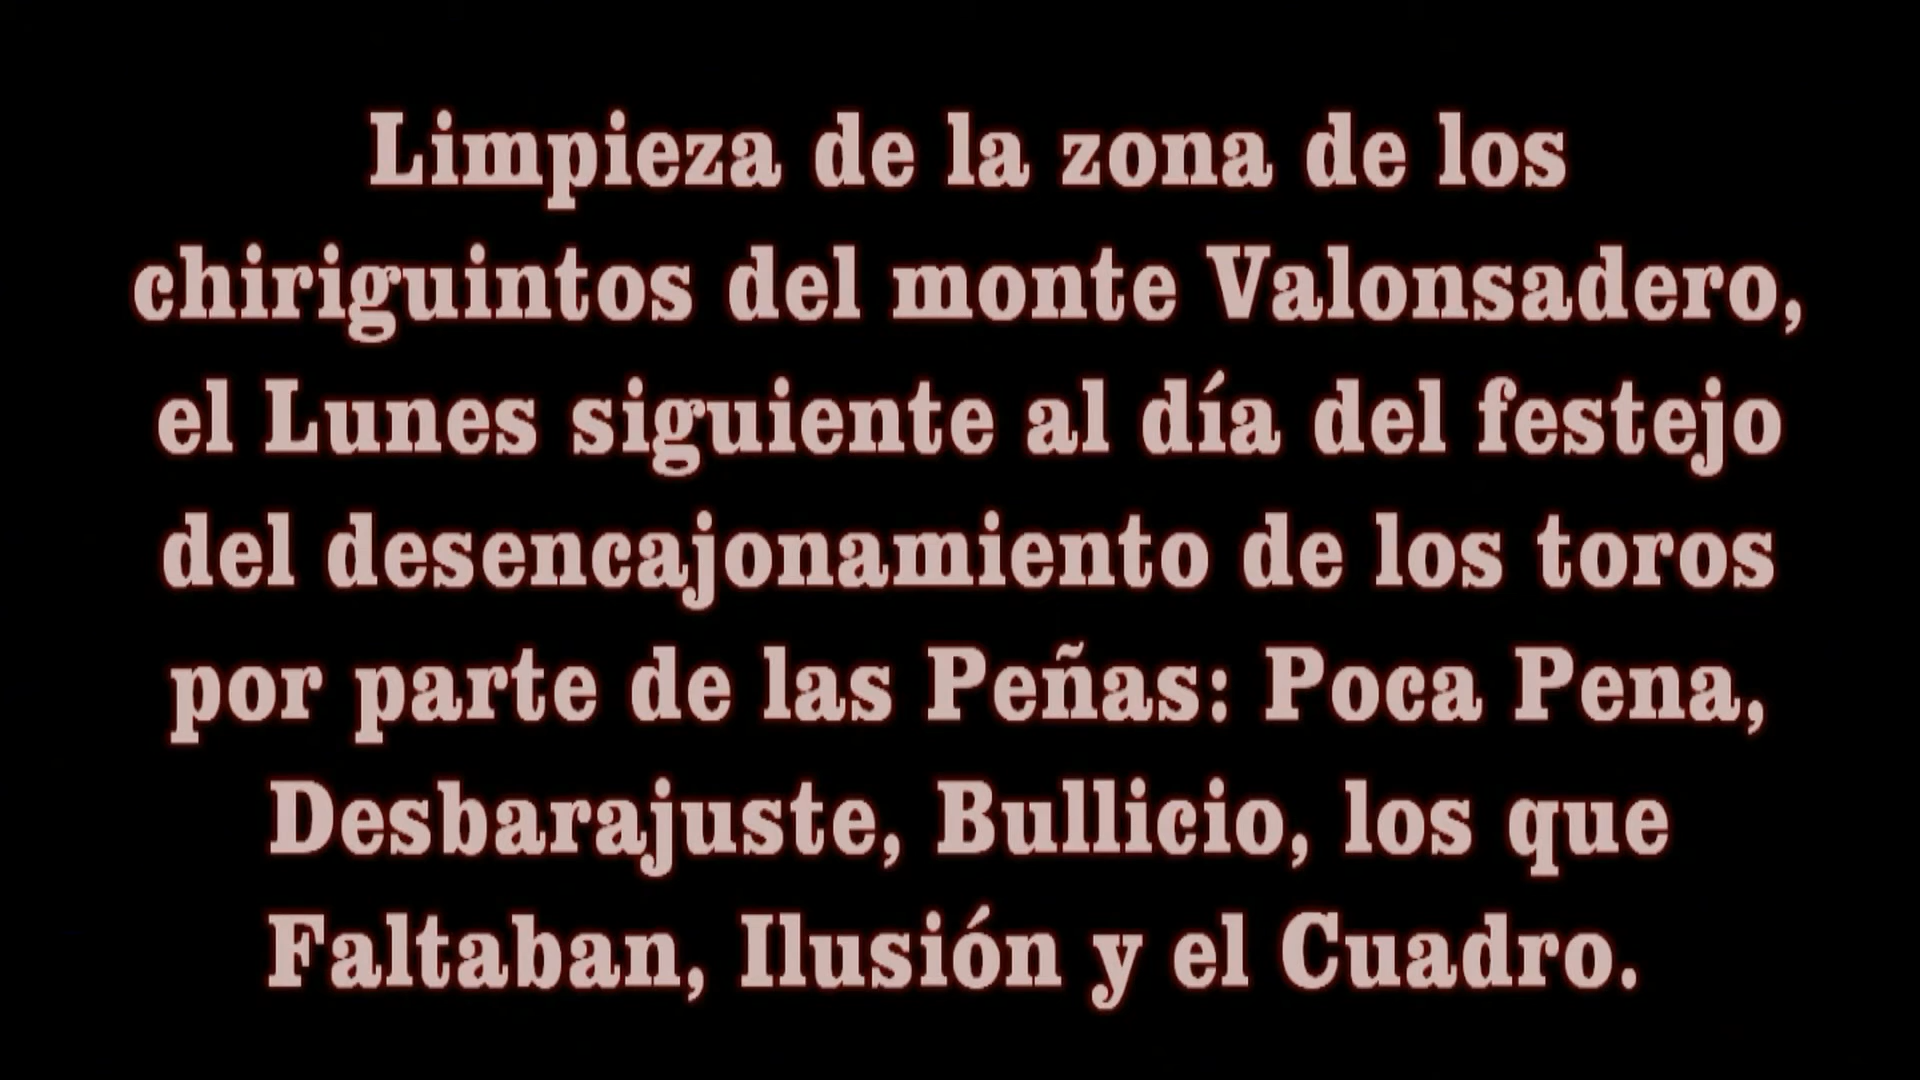 Limpieza de la zona de los
chiriguintos del monte Valonsadero,
el Lunes siguiente al día del festejo
del desencajonamiento de los toros
por parte de las Peñas: Poca Pena,
Desbarajuste, Bullicio, los que
Faltaban, Ilusión y el Cuadro.